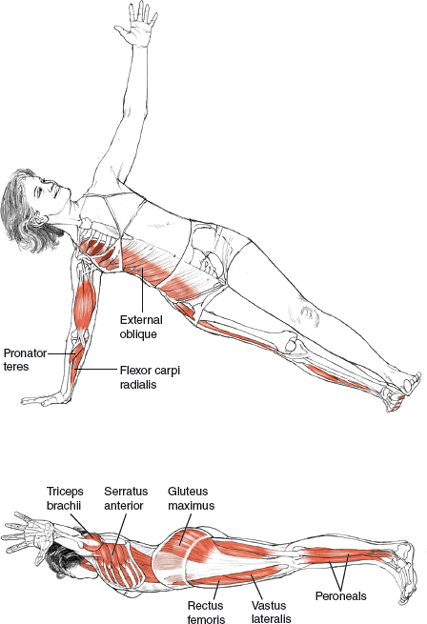 External
oblique
Pronator
teres
Flexor carpi
radialis
Triceps
brachii
Serratus
anterior
Gluteus
maximus
Rectus
femoris
Vastus
lateralis
Peroneals